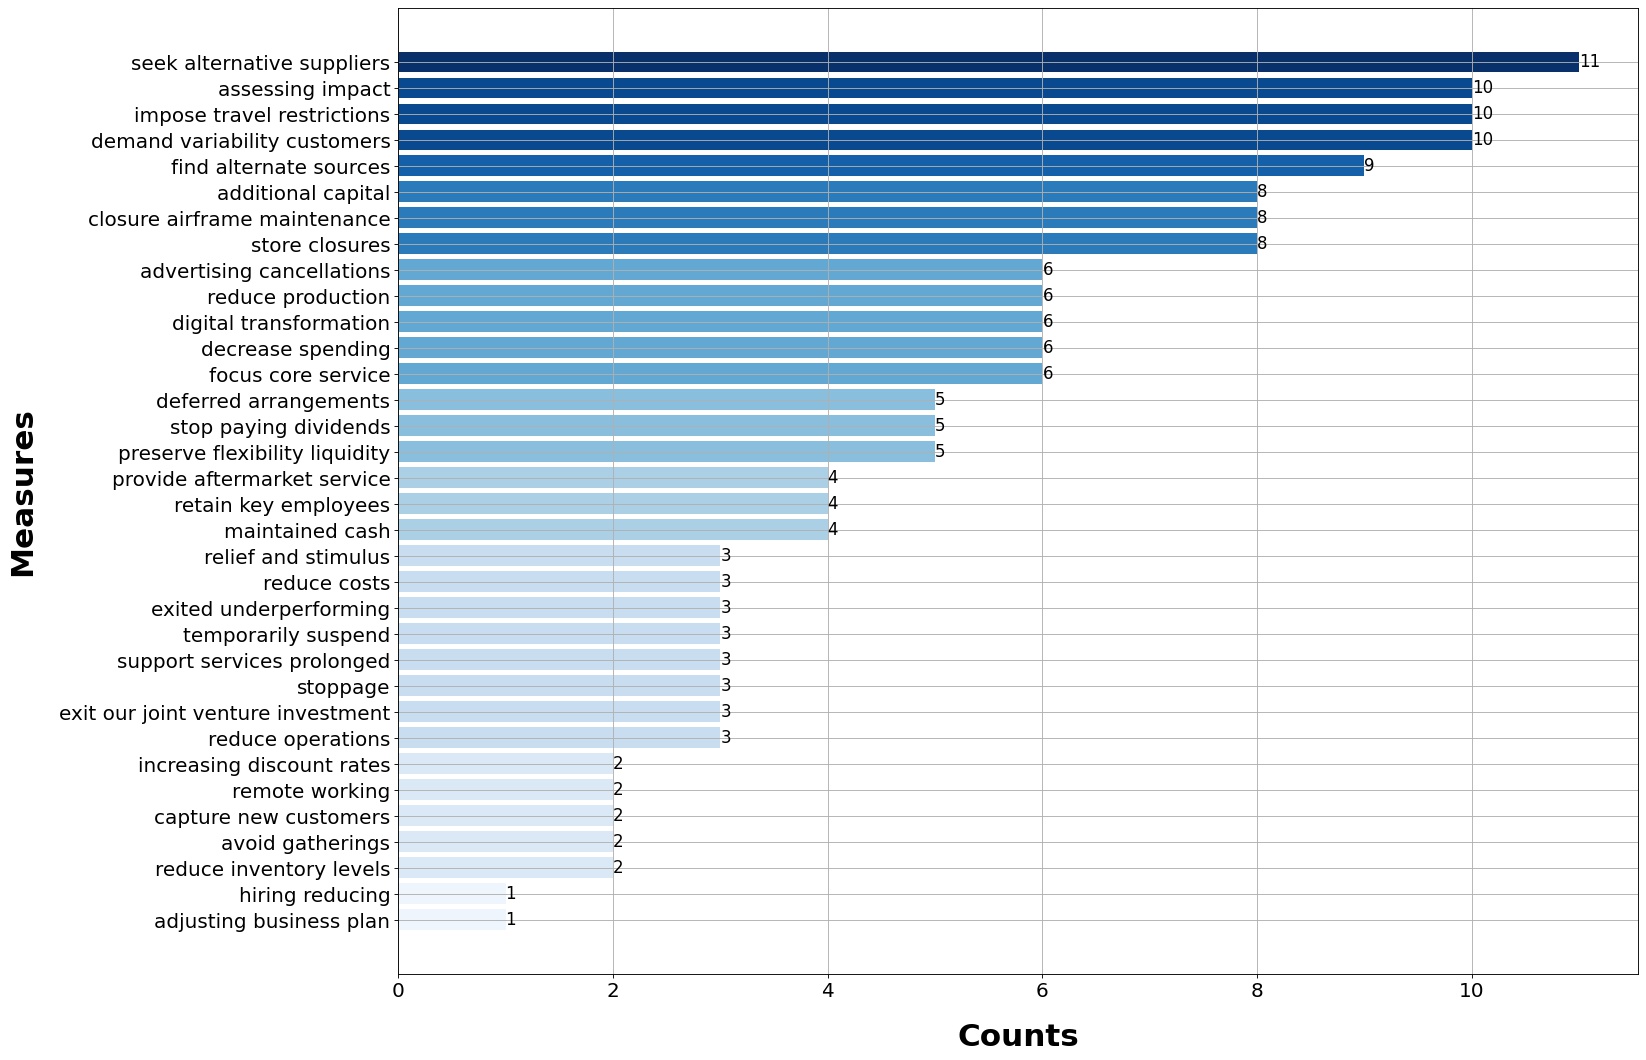 seek alternative suppliers 11
assessing impact 10
impose travel restrictions 10
demand variability customers 10
find alternate sources 9
additional capital 8
closure airframe maintenance 8
store closures 8
advertising cancellations 6
reduce production 6
digital transformation 6
decrease spending 6
focus core service 6
deferred arrangements 5
stop paying dividends 5
preserve flexibility liquidity 5
provide aftermarket service 4
retain key employees 4
maintained cash 4
relief and stimulus 3
reduce costs 3
exited underperforming 3
temporarily suspend 3
support services prolonged 3
stoppage 3
exit our joint venture investment 3
reduce operations 3
increasing discount rates 2
remote working 2
capture new customers 2
avoid gatherings 2
reduce inventory levels 2
hiring reducing 1
adjusting business plan 1
0 2 4 6 8 10
Counts
Measures